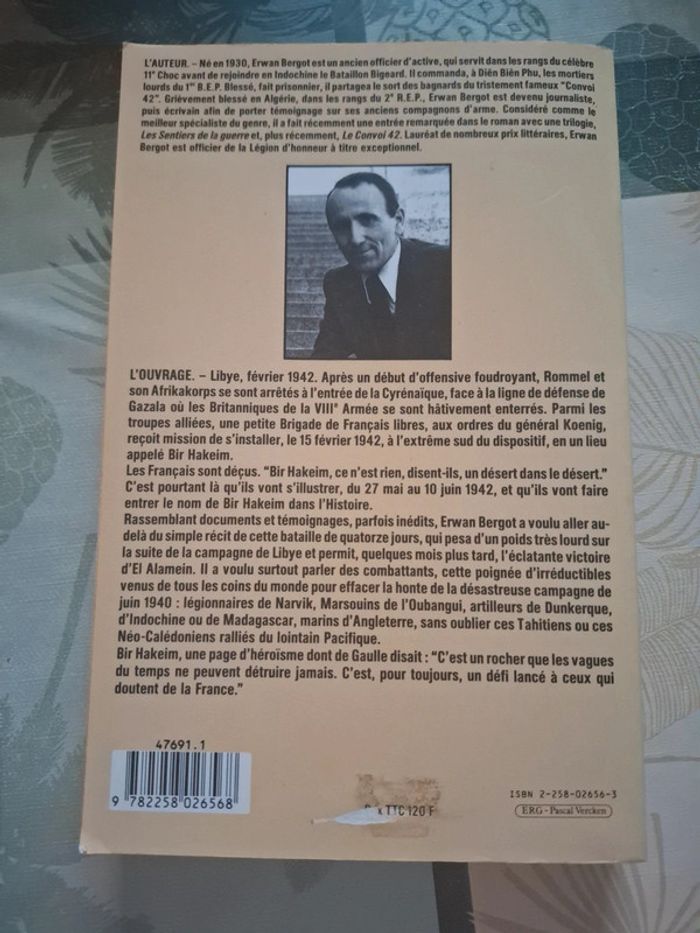 L'AUTEUR. – Né en 1930, Erwan Bergot est un ancien officier d'active, qui servit dans les rangs du célèbre
11e Choc avant de rejoindre en Indochine le Bataillon Bigeard. Il commanda, à Diên Biên Phu, les mortiers
lourds du 1er B.E.P. Blessé, fait prisonnier, il partagea le sort des bagnards du tristement fameux "Convoi
42". Grièvement blessé en Algérie, dans les rangs du 2e R.E.P., Erwan Bergot est devenu journaliste,
puis écrivain afin de porter témoignage sur ses anciens compagnons d'arme. Considéré comme le
meilleur spécialiste du genre, il a fait récemment une entrée remarquée dans le roman avec une trilogie,
Les Sentiers de la guerre et, plus récemment, Le Convoi 42. Lauréat de nombreux prix littéraires, Erwan
Bergot est officier de la Légion d'honneur à titre exceptionnel.
L'OUVRAGE. – Libye, février 1942. Après un début d'offensive foudroyant, Rommel et
son Afrikakorps se sont arrêtés à l'entrée de la Cyrénaïque, face à la ligne de défense de
Gazala où les Britanniques de la VIIIe Armée se sont hâtivement enterrés. Parmi les
troupes alliées, une petite Brigade de Français libres, aux ordres du général Koenig,
reçoit mission de s'installer, le 15 février 1942, à l'extrême sud du dispositif, en un lieu
appelé Bir Hakeim.
Les Français sont déçus. "Bir Hakeim, ce n'est rien, disent-ils, un désert dans le désert."
C'est pourtant là qu'ils vont s'illustrer, du 27 mai au 10 juin 1942, et qu'ils vont faire
entrer le nom de Bir Hakeim dans l'Histoire.
Rassemblant documents et témoignages, parfois inédits, Erwan Bergot a voulu aller au-
delà du simple récit de cette bataille de quatorze jours, qui pesa d'un poids très lourd sur
la suite de la campagne de Libye et permit, quelques mois plus tard, l'éclatante victoire
d'El Alamein. Il a voulu surtout parler des combattants, cette poignée d'irréductibles
venus de tous les coins du monde pour effacer la honte de la désastreuse campagne de
juin 1940 : légionnaires de Narvik, Marsouins de l'Oubangui, artilleurs de Dunkerque,
d'Indochine ou de Madagascar, marins d'Angleterre, sans oublier ces Tahitiens ou ces
Néo-Calédoniens ralliés du lointain Pacifique.
Bir Hakeim, une page d'héroïsme dont de Gaulle disait : "C'est un rocher que les vagues
du temps ne peuvent détruire jamais. C'est, pour toujours, un défi lancé à ceux qui
doutent de la France."
47691.1
9 782258 026568
x TTC 120 F
ISBN 2-258-02656-3
ERG - Pascal Vercken